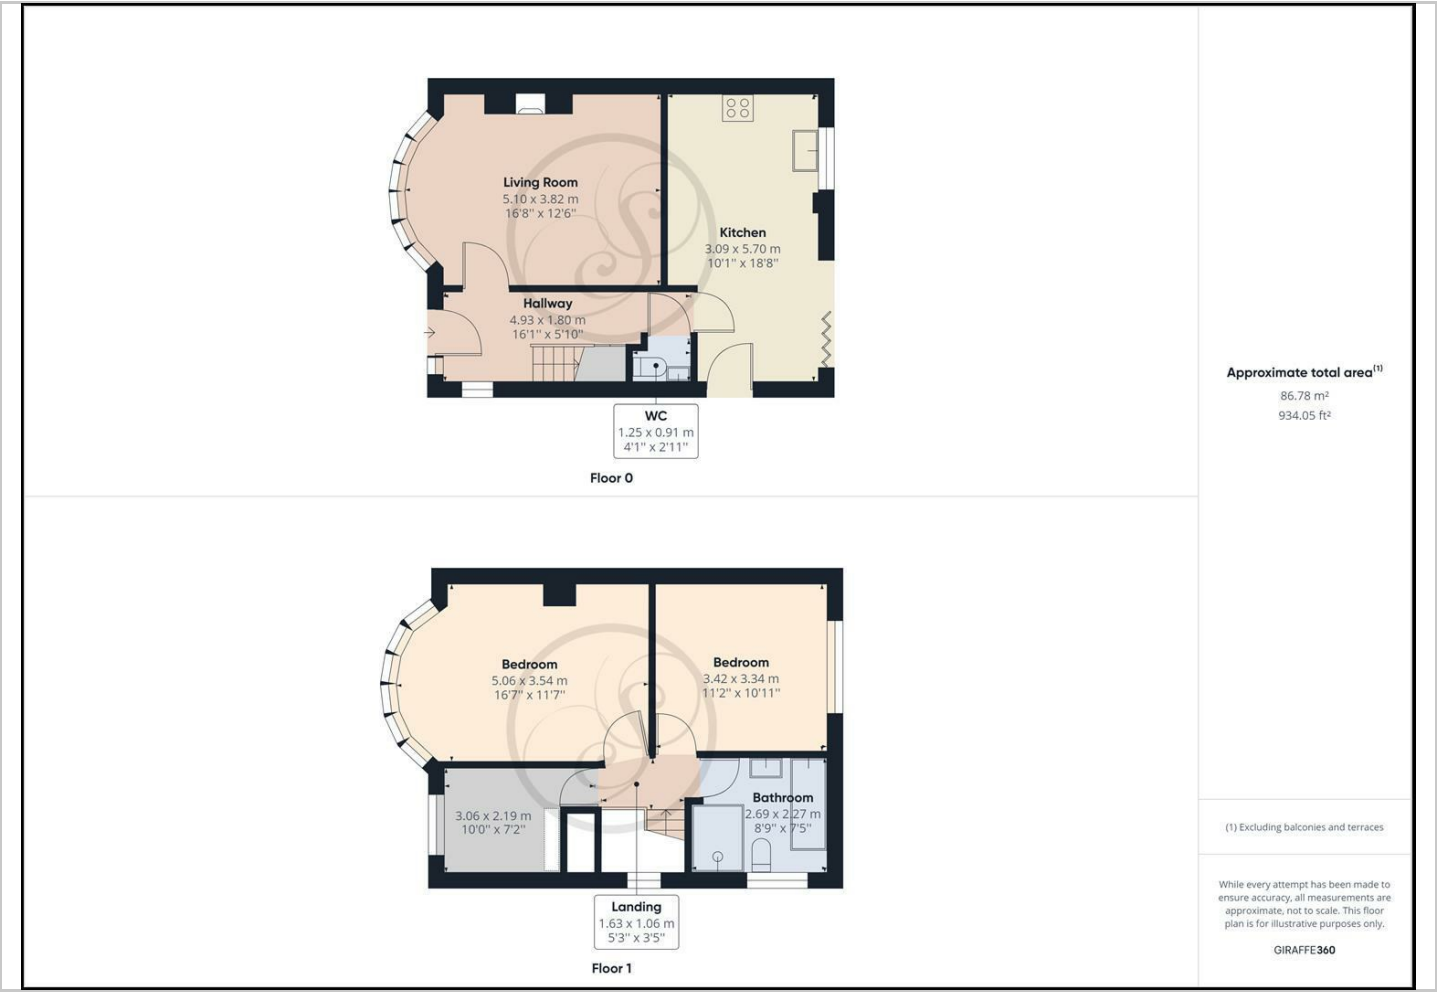 Living Room
5.10 x 3.82 m
16'8'' x 12'6''
Kitchen
3.09 x 5.70 m
10'1'' x 18'8''
Hallway
4.93 x 1.80 m
16'1'' x 5'10''
WC
1.25 x 0.91 m
4'1'' x 2'11''
Floor 0
Approximate total area(1)
86.78 m²
934.05 ft²
Bedroom
5.06 x 3.54 m
16'7'' x 11'7''
Bedroom
3.42 x 3.34 m
11'2'' x 10'11''
3.06 x 2.19 m
10'0'' x 7'2''
Bathroom
2.69 x 2.27 m
8'9'' x 7'5''
Landing
1.63 x 1.06 m
5'3'' x 3'5''
Floor 1
(1) Excluding balconies and terraces
While every attempt has been made to
ensure accuracy, all measurements are
approximate, not to scale. This floor
plan is for illustrative purposes only.
GIRAFFE360